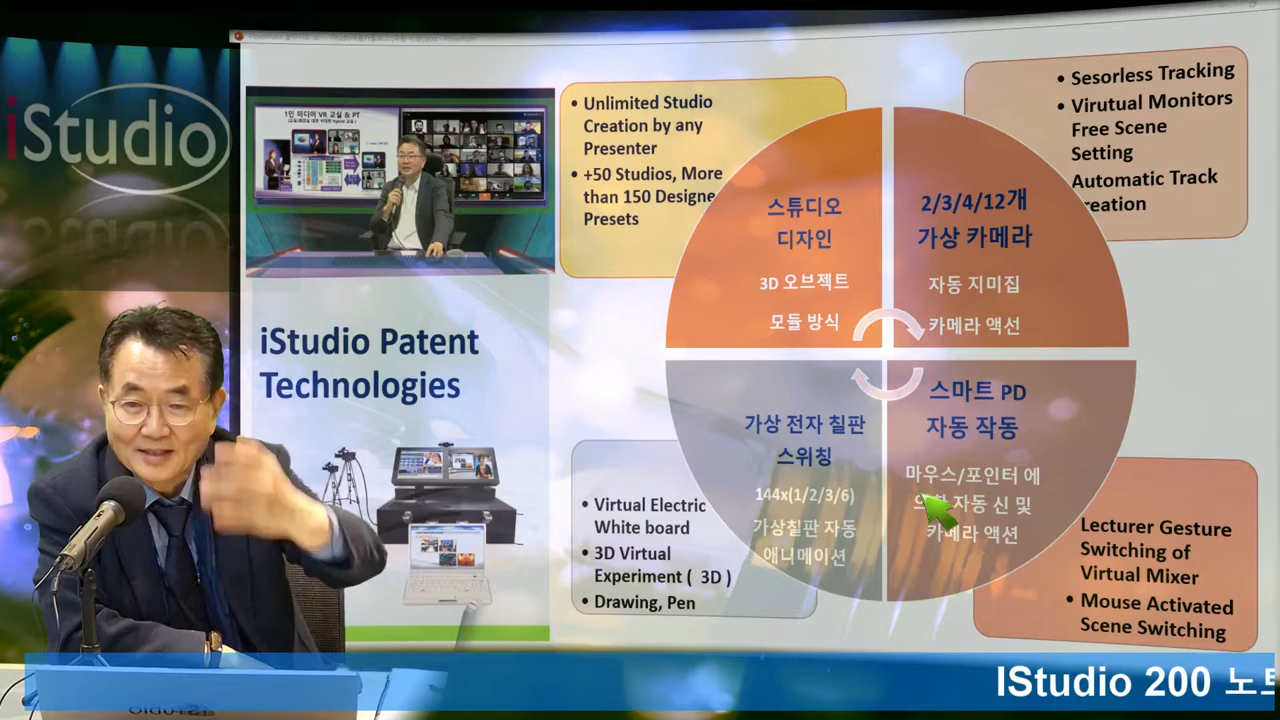 iStudio
1인 미디어 VR 교실 & PT
Unlimited Studio
Creation by any
Presenter
+50 Studios, More
than 150 Designe
Presets
Sesorless Tracking
Virutual Monitors
Free Scene
Setting
Automatic Track
reation
스튜디오
디자인
3D 오브젝트
모듈 방식
2/3/4/12개
가상 카메라
자동 지미집
카메라 액션
iStudio Patent
Technologies
가상 전자 칠판
스위칭
144x(1/2/3/6)
가상칠판 자동
애니메이션
스마트 PD
자동 작동
마우스/포인터 에
자동 신 및
카메라 액션
Virtual Electric
White board
3D Virtual
Experiment ( 3D )
Drawing, Pen
Lecturer Gesture
Switching of
Virtual Mixer
Mouse Activated
Scene Switching
IStudio 200 노트